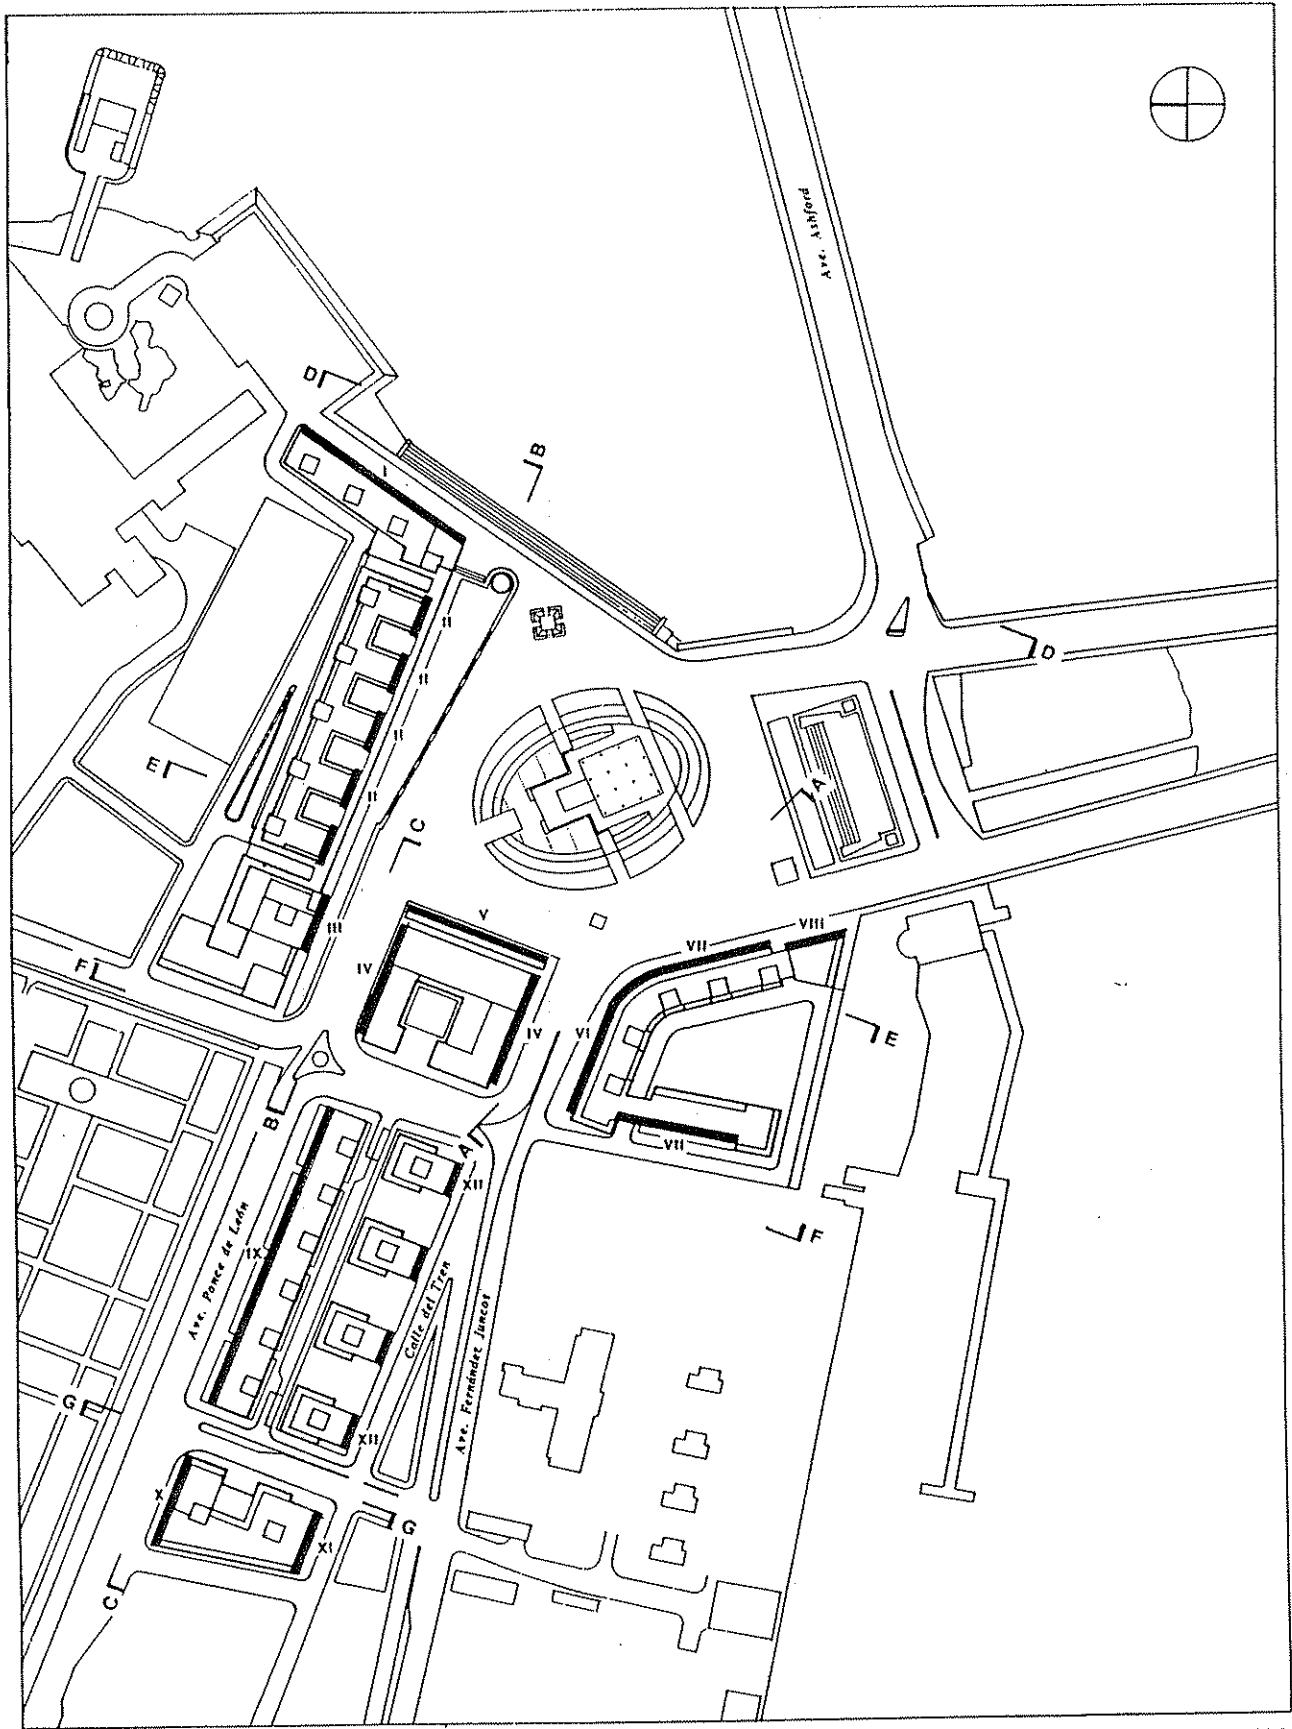 Ave. Ashford
D
B
I
II
II
II
II
D
E
A
C
V
III
VII
VIII
F
IV
IV
VI
E
B
A
VII
XII
F
Ave. Ponce de León
IX
Calle del Tren
Ave. Fernández Juncos
G
XII
X
G
XI
C